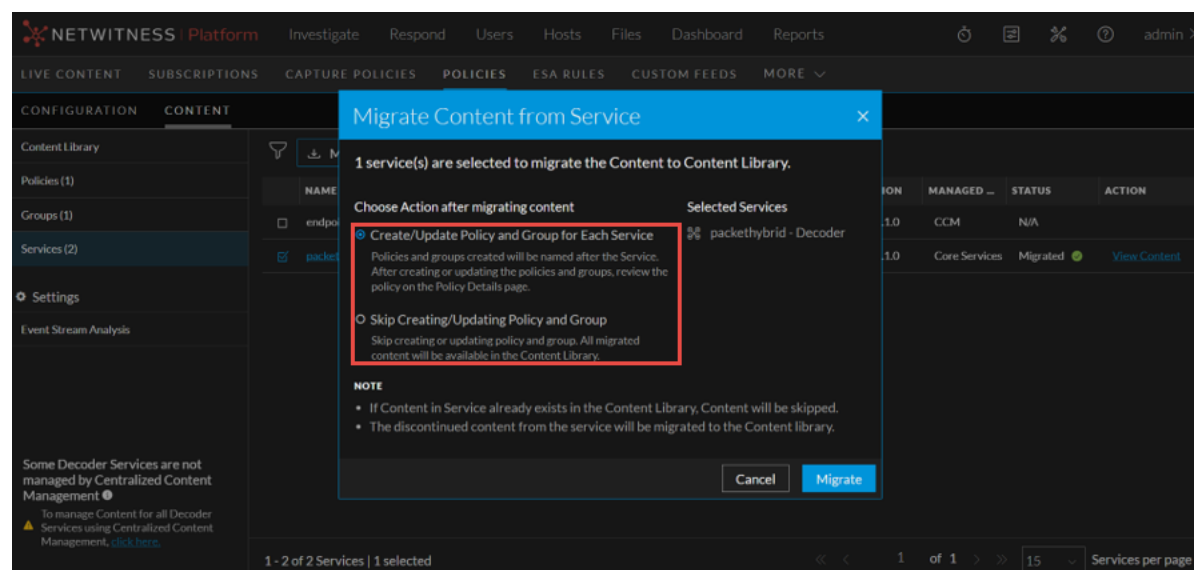 NETWITNESS Platform Investigate Respond Users Hosts Files Dashboard Reports admin
LIVE CONTENT SUBSCRIPTIONS CAPTURE POLICIES POLICIES ESA RULES CUSTOM FEEDS MORE
CONFIGURATION CONTENT
Content Library
Policies (1)
Groups (1)
Services (2)
Settings
Event Stream Analysis
Some Decoder Services are not
managed by Centralized Content
Management
To manage Content for all Decoder
Services using Centralized Content
Management, click here.
M
NAME
MANAGED ... STATUS ACTION
endpo
.1.0 CCM N/A
packet
.1.0 Core Services Migrated View Content
Migrate Content from Service
1 service(s) are selected to migrate the Content to Content Library.
Choose Action after migrating content
Create/Update Policy and Group for Each Service
Policies and groups created will be named after the Service.
After creating or updating the policies and groups, review the
policy on the Policy Details page.
Skip Creating/Updating Policy and Group
Skip creating or updating policy and group. All migrated
content will be available in the Content Library.
Selected Services
packethybrid - Decoder
NOTE
• If Content in Service already exists in the Content Library, Content will be skipped.
• The discontinued content from the service will be migrated to the Content library.
Cancel Migrate
1 - 2 of 2 Services | 1 selected
« < 1 of 1 > » 15 Services per page